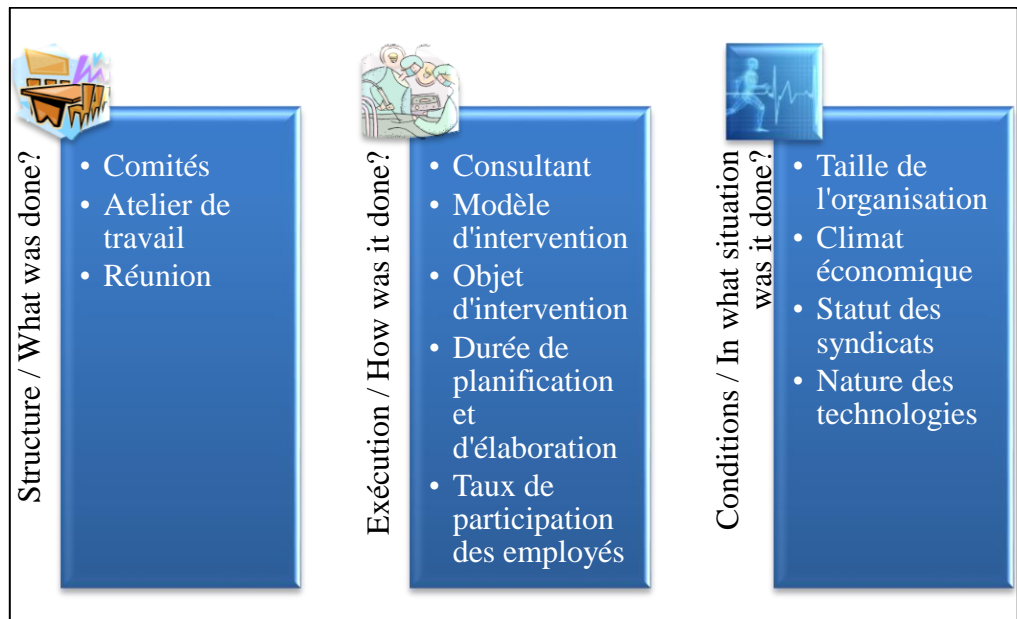 Structure / What was done?
• Comités
• Atelier de
travail
• Réunion
Exécution / How was it done?
• Consultant
• Modèle
d'intervention
• Objet
d'intervention
• Durée de
planification
et
d'élaboration
• Taux de
participation
des employés
Conditions / In what situation
was it done?
• Taille de
l'organisation
• Climat
économique
• Statut des
syndicats
• Nature des
technologies